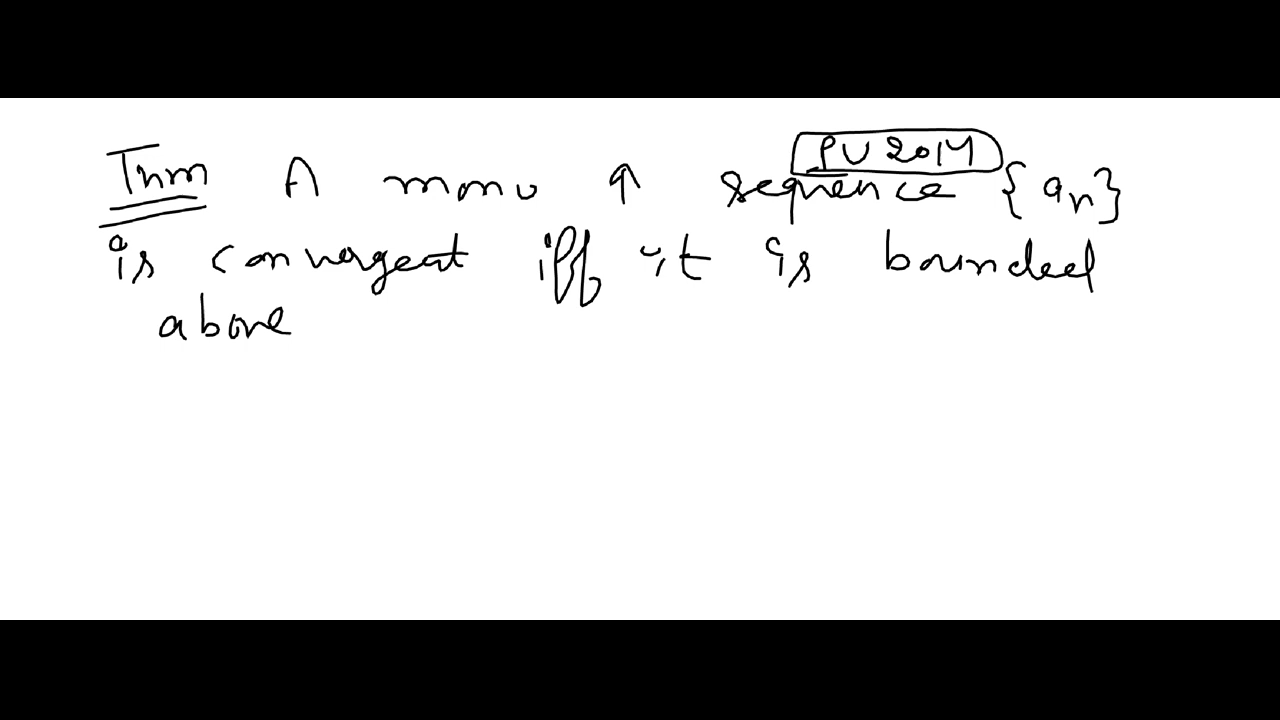 PU 2014
Thm A mono ↑ sequence {aₙ}
is convergent iff it is bounded
above